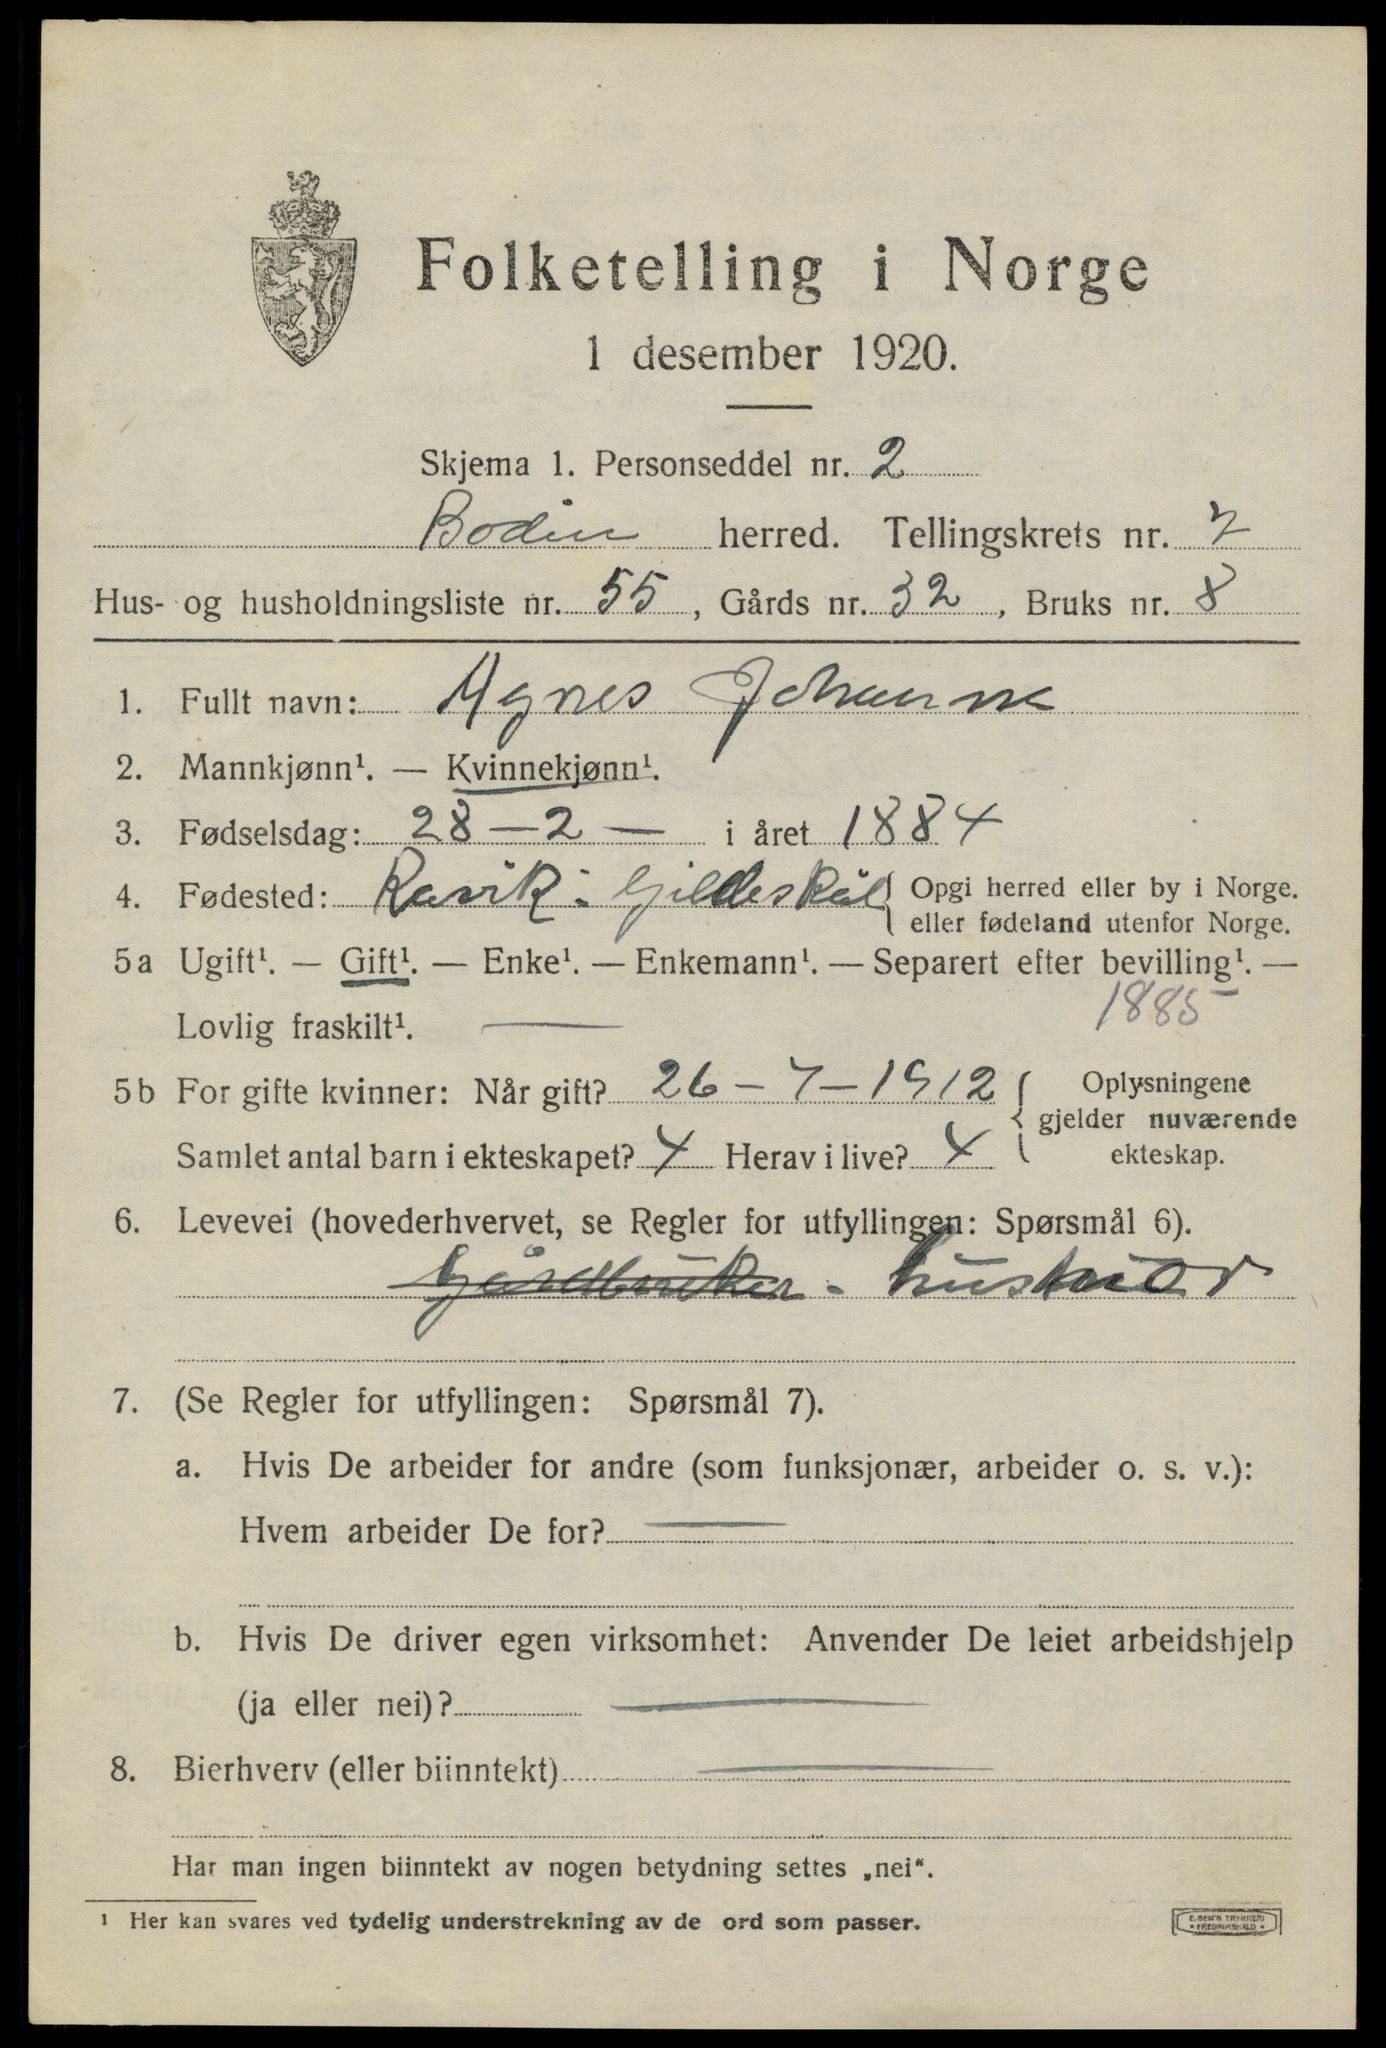 Folketelling i Norge
1 desember 1920.
Skjema 1. Personseddel nr. 2
Bodin herred. Tellingskrets nr. 7
Hus- og husholdningsliste nr. 55, Gårds nr. 32, Bruks nr. 8
1. Fullt navn: Agnes Johanna
2. Mannkjønn¹. — Kvinnekjønn¹.
3. Fødselsdag: 28 — 2 — i året 1884
4. Fødested: Ravik. Gildeskål { Opgi herred eller by i Norge.
eller fødeland utenfor Norge.
5a Ugift¹. — Gift¹. — Enke¹. — Enkemann¹. — Separert efter bevilling¹. —
Lovlig fraskilt¹. — 1885
5b For gifte kvinner: Når gift? 26 – 7 – 1912 { Oplysningene
gjelder nuværende
Samlet antal barn i ekteskapet? 4 Herav i live? 4 ekteskap.
6. Levevei (hovederhvervet, se Regler for utfyllingen: Spørsmål 6).
Gårdbruker - husmor
7. (Se Regler for utfyllingen: Spørsmål 7).
a. Hvis De arbeider for andre (som funksjonær, arbeider o. s. v.):
Hvem arbeider De for? —
b. Hvis De driver egen virksomhet: Anvender De leiet arbeidshjelp
(ja eller nei)? —
8. Bierhverv (eller biinntekt) —
Har man ingen biinntekt av nogen betydning settes „nei“.
¹ Her kan svares ved tydelig understrekning av de ord som passer.
E. SEM'S TRYKKERI
* FREDRIKSHALD *